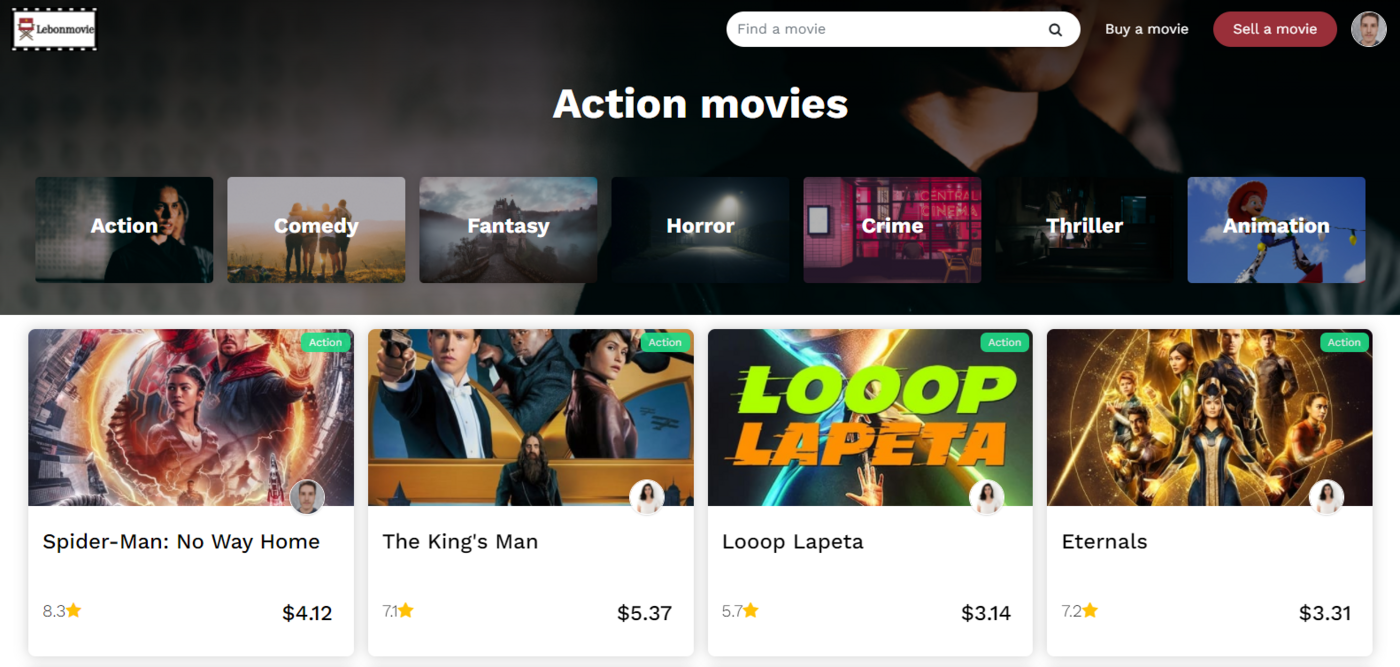 Lebonmovie
Find a movie
Buy a movie
Sell a movie
Action movies
Action
Comedy
Fantasy
Horror
CENTRAL
CINEMA
Crime
Thriller
Animation
Action
Action
LOOOP
LAPETA
Action
Action
Spider-Man: No Way Home
The King's Man
Looop Lapeta
Eternals
8.3
$4.12
7.1
$5.37
5.7
$3.14
7.2
$3.31